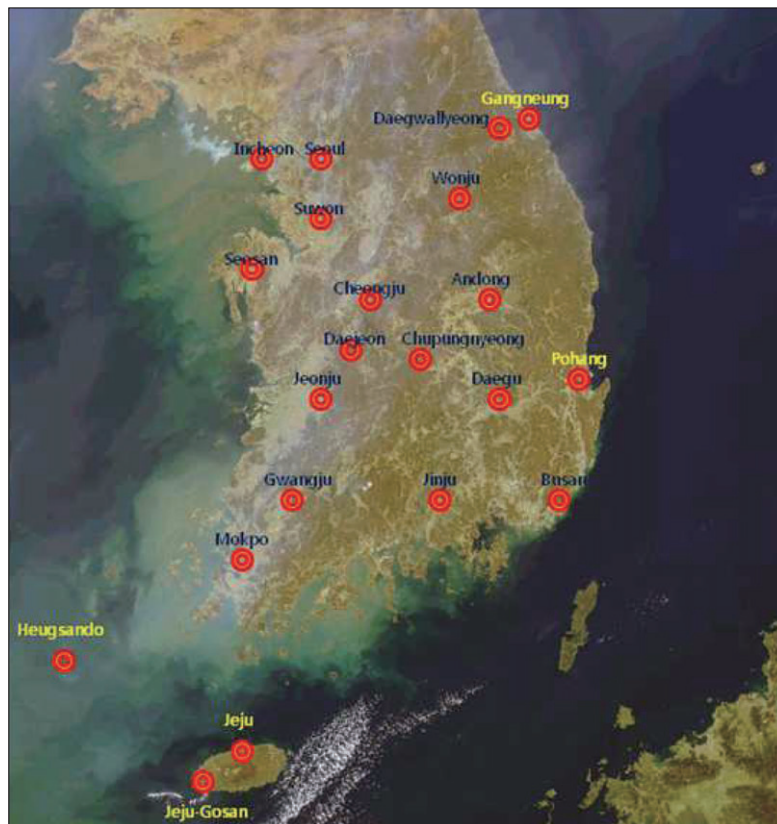 Gangneung
Daegwallyeong
Incheon
Seoul
Wonju
Suwon
Seosan
Cheongju
Andong
Daejeon
Chupungnyeong
Pohang
Jeonju
Daegu
Gwangju
Jinju
Busan
Mokpo
Heugsando
Jeju
Jeju-Gosan